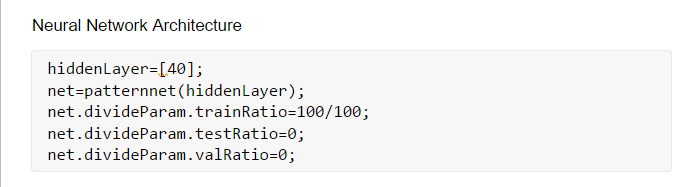 Neural Network Architecture
hiddenLayer=[40];
net=patternnet(hiddenLayer);
net.divideParam.trainRatio=100/100;
net.divideParam.testRatio=0;
net.divideParam.valRatio=0;